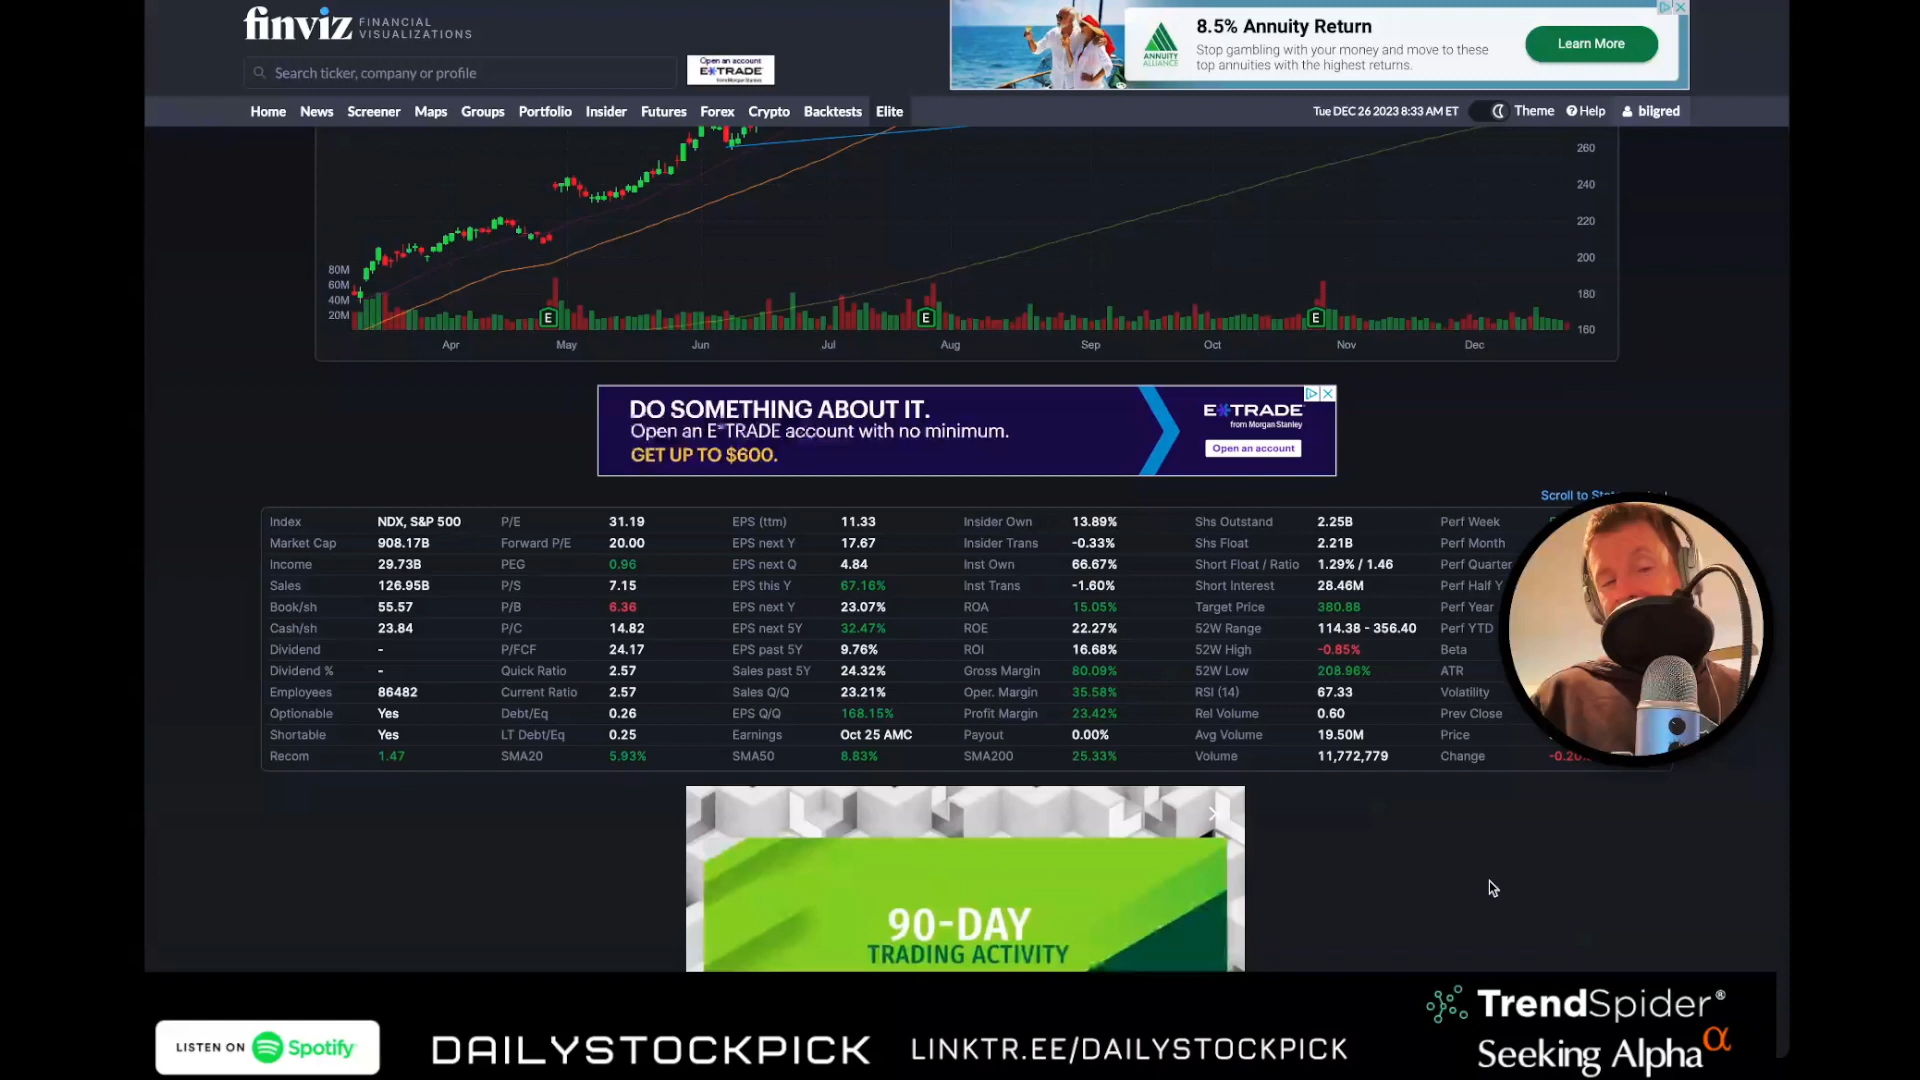 finviz FINANCIAL VISUALIZATIONS
Search ticker, company or profile
Open an account
E*TRADE
from Morgan Stanley
ANNUITY ALLIANCE
8.5% Annuity Return
Stop gambling with your money and move to these
top annuities with the highest returns.
Learn More
Home News Screener Maps Groups Portfolio Insider Futures Forex Crypto Backtests Elite
Tue DEC 26 2023 8:33 AM ET Theme Help bilgred
260
240
220
200
180
160
80M
60M
40M
20M
E E E
Apr May Jun Jul Aug Sep Oct Nov Dec
DO SOMETHING ABOUT IT.
Open an E*TRADE account with no minimum.
GET UP TO $600.
E*TRADE
from Morgan Stanley
Open an account
Scroll to
Index NDX, S&P 500 P/E 31.19 EPS (ttm) 11.33 Insider Own 13.89% Shs Outstand 2.25B Perf Week
Market Cap 908.17B Forward P/E 20.00 EPS next Y 17.67 Insider Trans -0.33% Shs Float 2.21B Perf Month
Income 29.73B PEG 0.96 EPS next Q 4.84 Inst Own 66.67% Short Float / Ratio 1.29% / 1.46 Perf Quarter
Sales 126.95B P/S 7.15 EPS this Y 67.16% Inst Trans -1.60% Short Interest 28.46M Perf Half Y
Book/sh 55.57 P/B 6.36 EPS next Y 23.07% ROA 15.05% Target Price 380.88 Perf Year
Cash/sh 23.84 P/C 14.82 EPS next 5Y 32.47% ROE 22.27% 52W Range 114.38 - 356.40 Perf YTD
Dividend - P/FCF 24.17 EPS past 5Y 9.76% ROI 16.68% 52W High -0.85% Beta
Dividend % - Quick Ratio 2.57 Sales past 5Y 24.32% Gross Margin 80.09% 52W Low 208.96% ATR
Employees 86482 Current Ratio 2.57 Sales Q/Q 23.21% Oper. Margin 35.58% RSI (14) 67.33 Volatility
Optionable Yes Debt/Eq 0.26 EPS Q/Q 168.15% Profit Margin 23.42% Rel Volume 0.60 Prev Close
Shortable Yes LT Debt/Eq 0.25 Earnings Oct 25 AMC Payout 0.00% Avg Volume 19.50M Price
Recom 1.47 SMA20 5.93% SMA50 8.83% SMA200 25.33% Volume 11,772,779 Change
90-DAY
TRADING ACTIVITY
LISTEN ON Spotify
DAILYSTOCKPICK
LINKTR.EE/DAILYSTOCKPICK
TrendSpider®
Seeking Alpha α